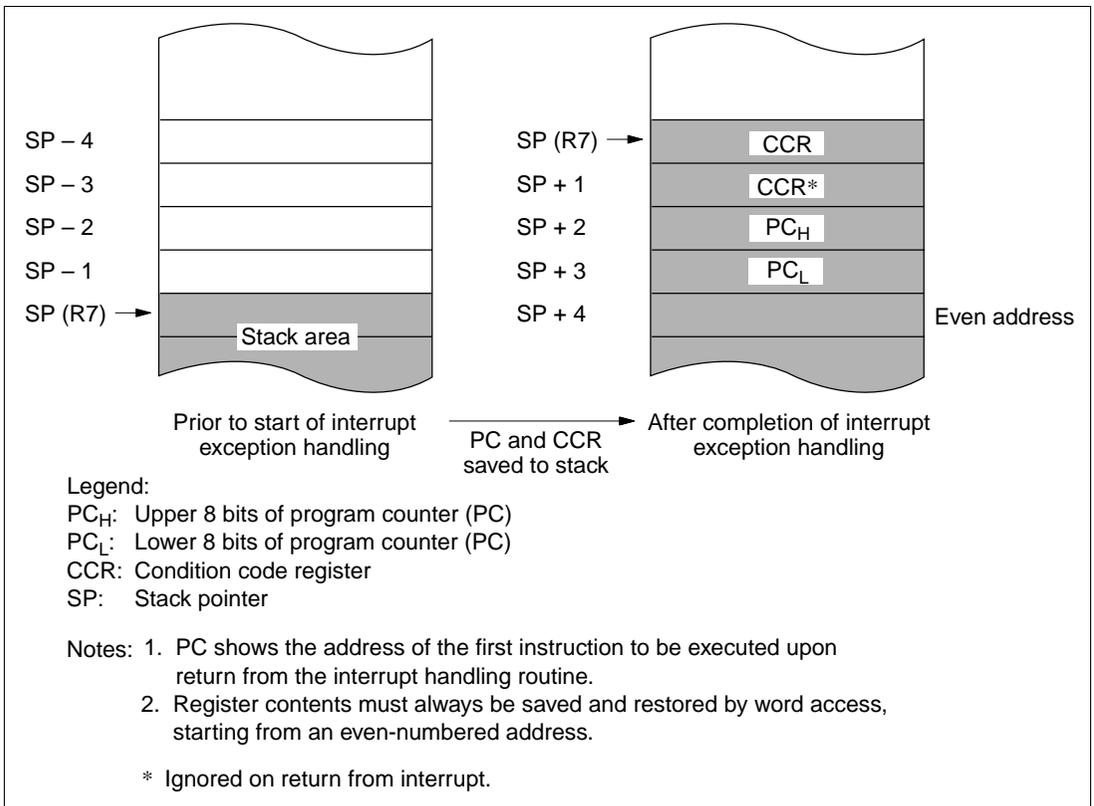 SP – 4
SP – 3
SP – 2
SP – 1
SP (R7)
Stack area
SP (R7)
SP + 1
SP + 2
SP + 3
SP + 4
CCR
CCR*
PCH
PCL
Even address
Prior to start of interrupt
exception handling
PC and CCR
saved to stack
After completion of interrupt
exception handling
Legend:
PCH: Upper 8 bits of program counter (PC)
PCL: Lower 8 bits of program counter (PC)
CCR: Condition code register
SP: Stack pointer
Notes: 1. PC shows the address of the first instruction to be executed upon
return from the interrupt handling routine.
2. Register contents must always be saved and restored by word access,
starting from an even-numbered address.
* Ignored on return from interrupt.